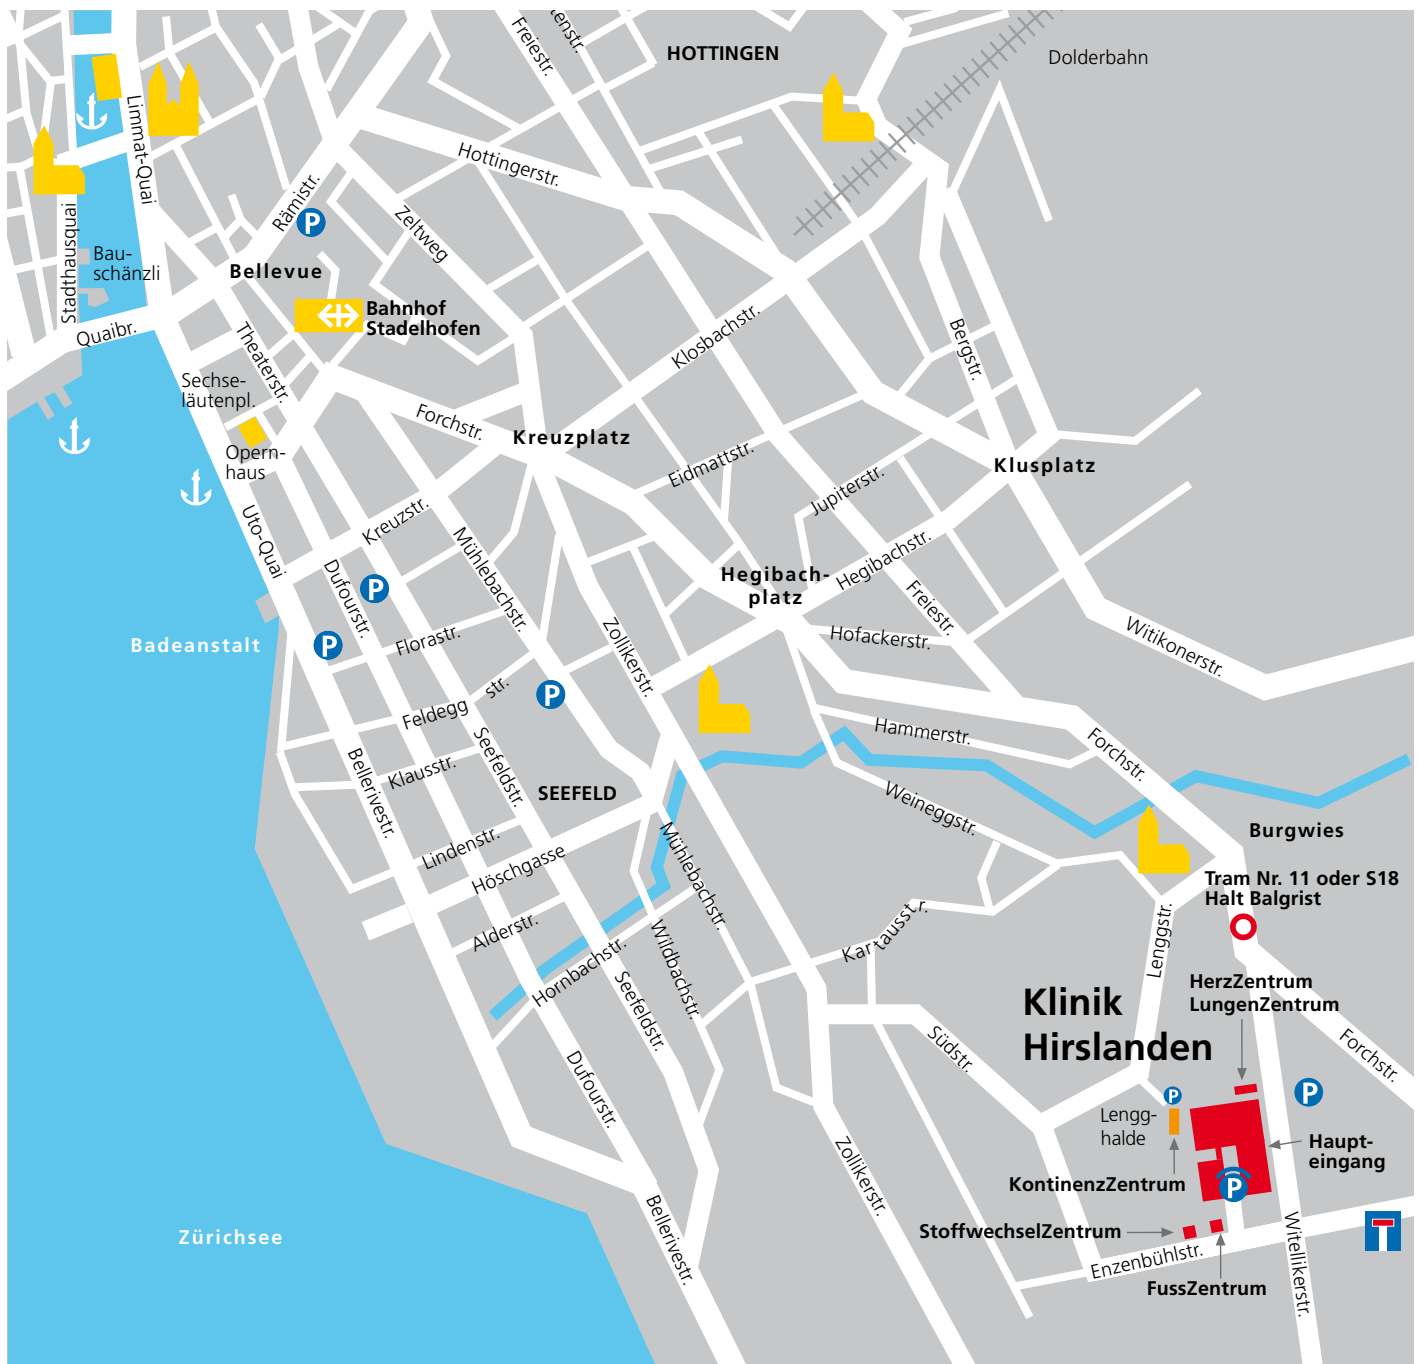 HOTTINGEN
Dolderbahn
Freiestr.
tenstr.
Limmat-Quai
Hottingerstr.
Rämistr.
P
Zeltweg
Stadthausquai
Bau-
schänzli
Bellevue
Bahnhof
Stadelhofen
Quaibr.
Theaterstr.
Klosbachstr.
Bergstr.
Sechse-
läutenpl.
Forchstr.
Kreuzplatz
Opern-
haus
Eidmattstr.
Klusplatz
Jupiterstr.
Uto-Quai
Kreuzstr.
Mühlebachstr.
Hegibachstr.
Hegibach-
platz
Dufourstr.
P
Freiestr.
Florastr.
Zollikerstr.
Hofackerstr.
Witikonerstr.
Badeanstalt
P
Feldegg
str.
P
Hammerstr.
Forchstr.
Seefeldstr.
Bellerivestr.
Klausstr.
SEEFELD
Weineggstr.
Burgwies
Lindenstr.
Mühlebachstr.
Höschgasse
Tram Nr. 11 oder S18
Halt Balgrist
Alderstr.
Kartausstr.
Lenggstr.
Hornbachstr.
Wildbachstr.
Seefeldstr.
HerzZentrum
LungenZentrum
Klinik
Hirslanden
Südstr.
Forchstr.
Dufourstr.
P
P
Lengg-
halde
Haupt-
eingang
Zollikerstr.
KontinenzZentrum
P
Bellerivestr.
Zürichsee
StoffwechselZentrum
Enzenbühlstr.
Witellikerstr.
FussZentrum